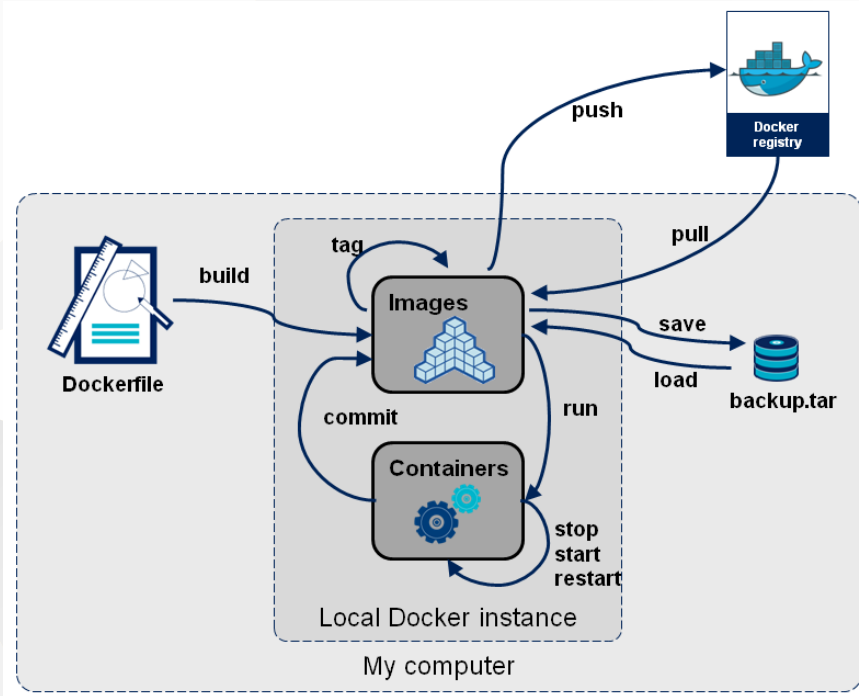 push
Docker
registry
pull
tag
build
Images
save
Dockerfile
load
backup.tar
commit
run
Containers
stop
start
restart
Local Docker instance
My computer